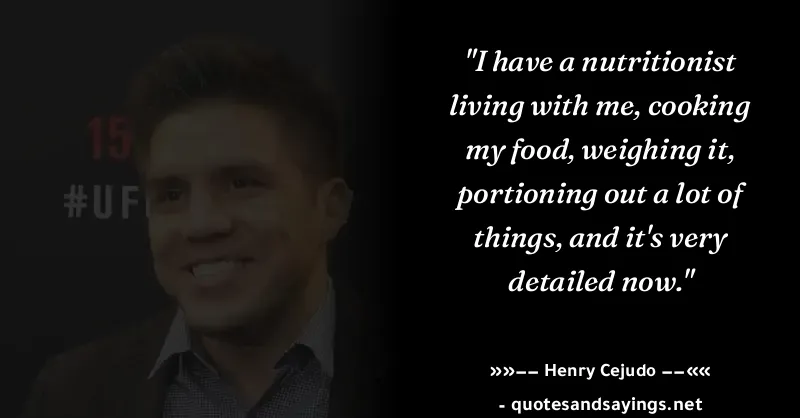 15
#UF
"I have a nutritionist
living with me, cooking
my food, weighing it,
portioning out a lot of
things, and it's very
detailed now."
»»−− Henry Cejudo −−««
- quotesandsayings.net